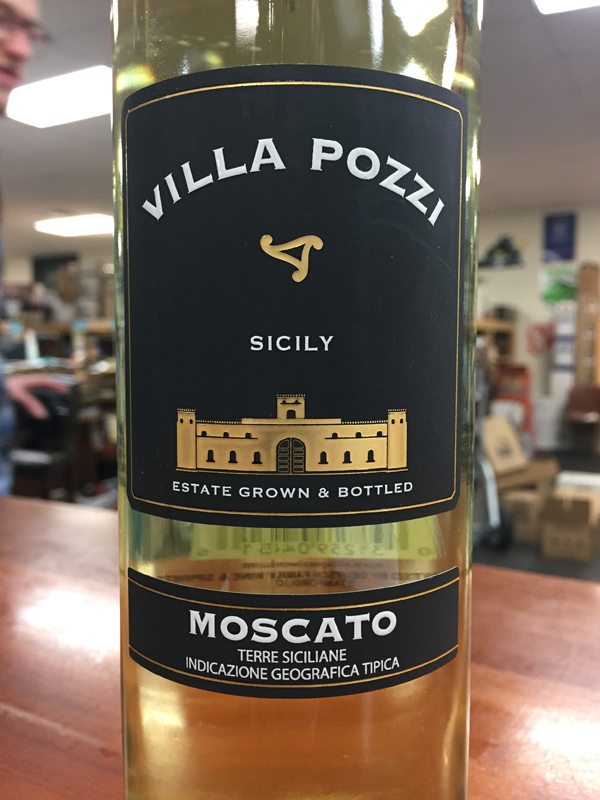 VILLA POZZI
SICILY
ESTATE GROWN & BOTTLED
MOSCATO
TERRE SICILIANE
INDICAZIONE GEOGRAFICA TIPICA